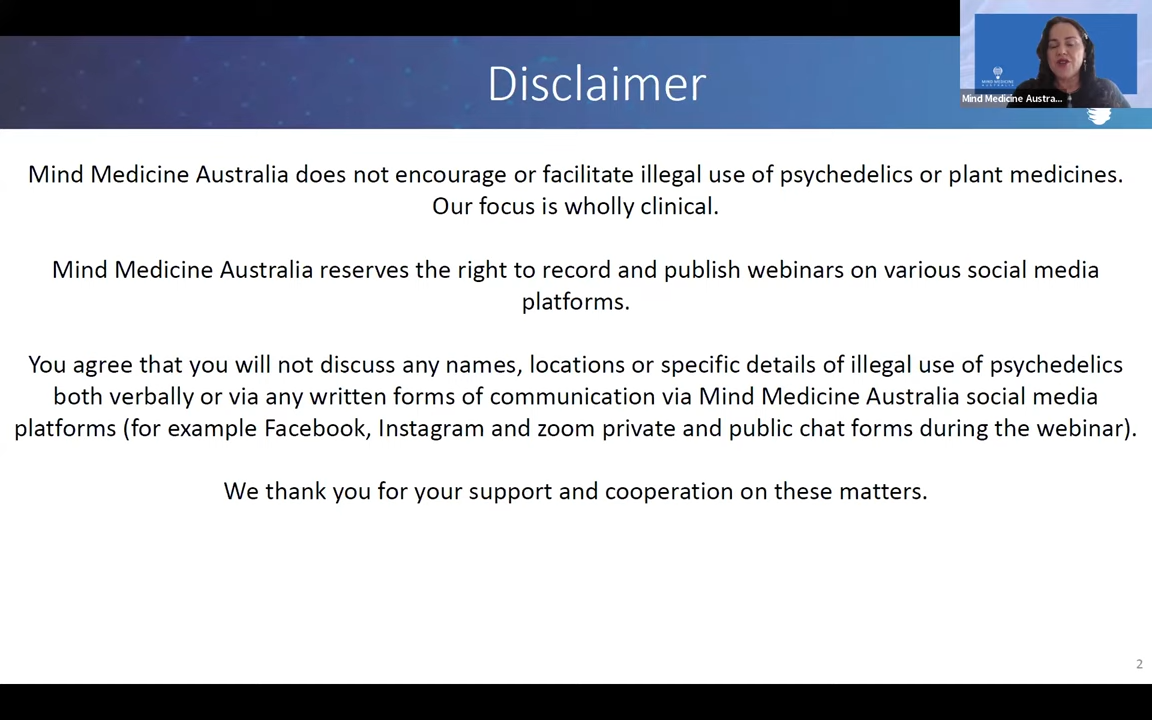 Disclaimer
MIND MEDICINE
AUSTRALIA
Mind Medicine Austra...
Mind Medicine Australia does not encourage or facilitate illegal use of psychedelics or plant medicines.
Our focus is wholly clinical.
Mind Medicine Australia reserves the right to record and publish webinars on various social media
platforms.
You agree that you will not discuss any names, locations or specific details of illegal use of psychedelics
both verbally or via any written forms of communication via Mind Medicine Australia social media
platforms (for example Facebook, Instagram and zoom private and public chat forms during the webinar).
We thank you for your support and cooperation on these matters.
2